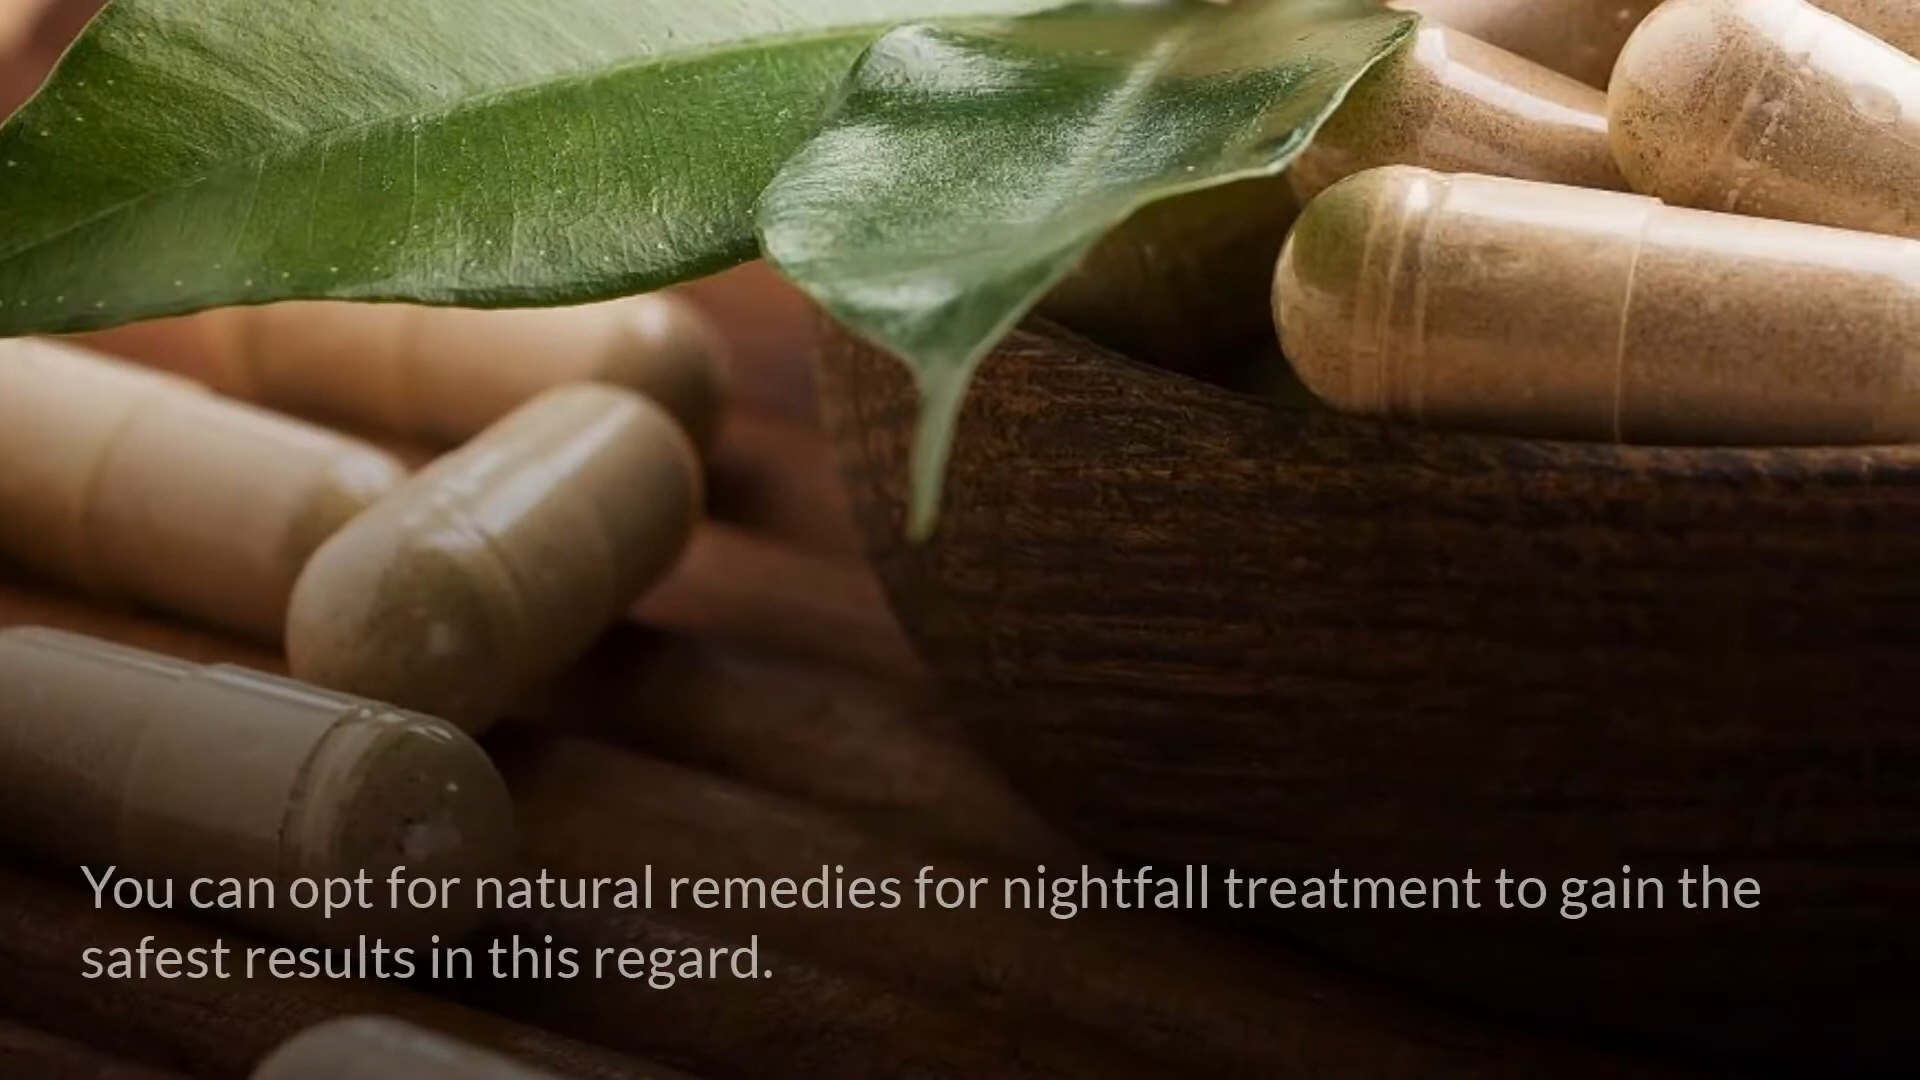 You can opt for natural remedies for nightfall treatment to gain the
safest results in this regard.